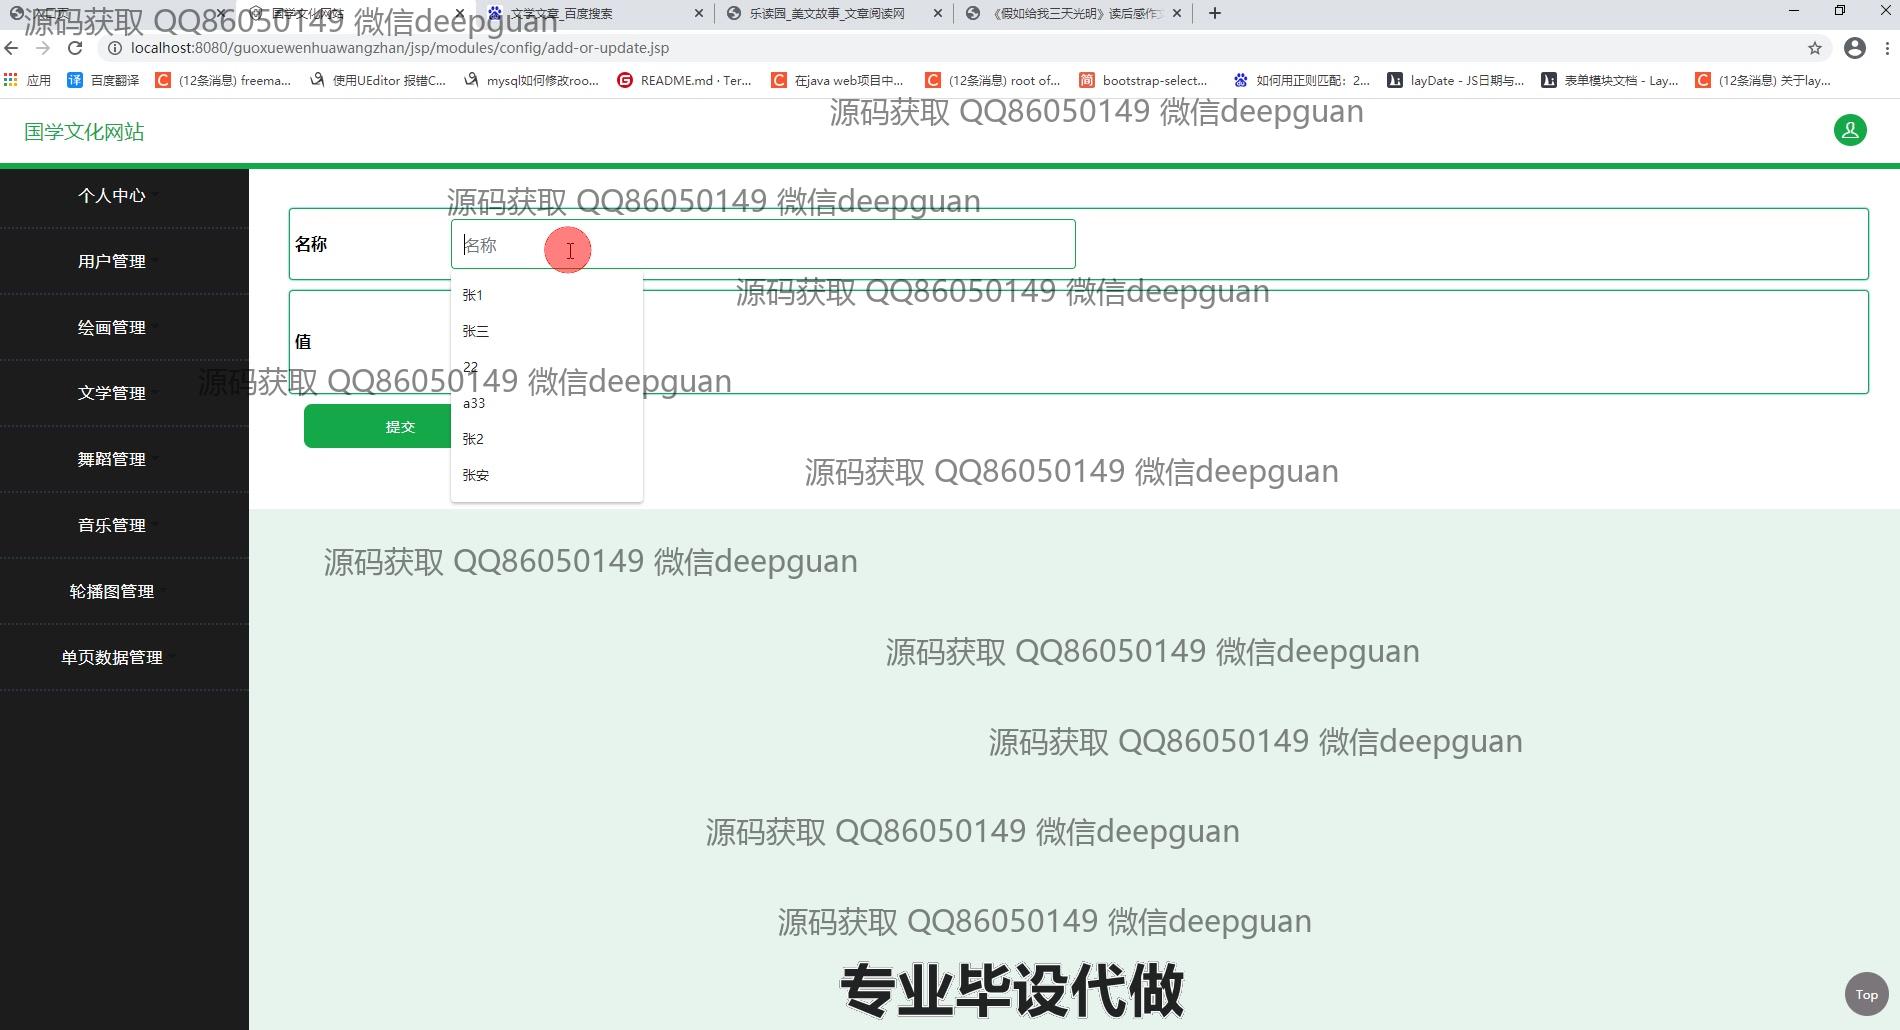 国学文化网站
文学文章_百度搜索
乐读园_美文故事_文章阅读网
《假如给我三天光明》读后感作文
源码获取 QQ86050149 微信deepguan
localhost:8080/guoxuewenhuawangzhan/jsp/modules/config/add-or-update.jsp
应用
百度翻译
(12条消息) freema...
使用UEditor 报错C...
mysql如何修改roo...
README.md · Ter...
在java web项目中...
(12条消息) root of...
bootstrap-select...
如何用正则匹配：2...
layDate - JS日期与...
表单模块文档 - Lay...
(12条消息) 关于lay...
源码获取 QQ86050149 微信deepguan
国学文化网站
个人中心
用户管理
绘画管理
文学管理
舞蹈管理
音乐管理
轮播图管理
单页数据管理
源码获取 QQ86050149 微信deepguan
名称
名称
张1
源码获取 QQ86050149 微信deepguan
张三
值
22
源码获取 QQ86050149 微信deepguan
a33
提交
张2
张安
源码获取 QQ86050149 微信deepguan
源码获取 QQ86050149 微信deepguan
源码获取 QQ86050149 微信deepguan
源码获取 QQ86050149 微信deepguan
源码获取 QQ86050149 微信deepguan
源码获取 QQ86050149 微信deepguan
专业毕设代做
Top